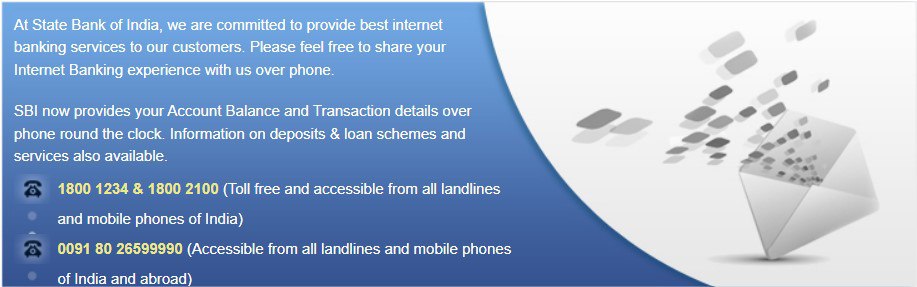 At State Bank of India, we are committed to provide best internet
banking services to our customers. Please feel free to share your
Internet Banking experience with us over phone.
SBI now provides your Account Balance and Transaction details over
phone round the clock. Information on deposits & loan schemes and
services also available.
1800 1234 & 1800 2100 (Toll free and accessible from all landlines
and mobile phones of India)
0091 80 26599990 (Accessible from all landlines and mobile phones
of India and abroad)